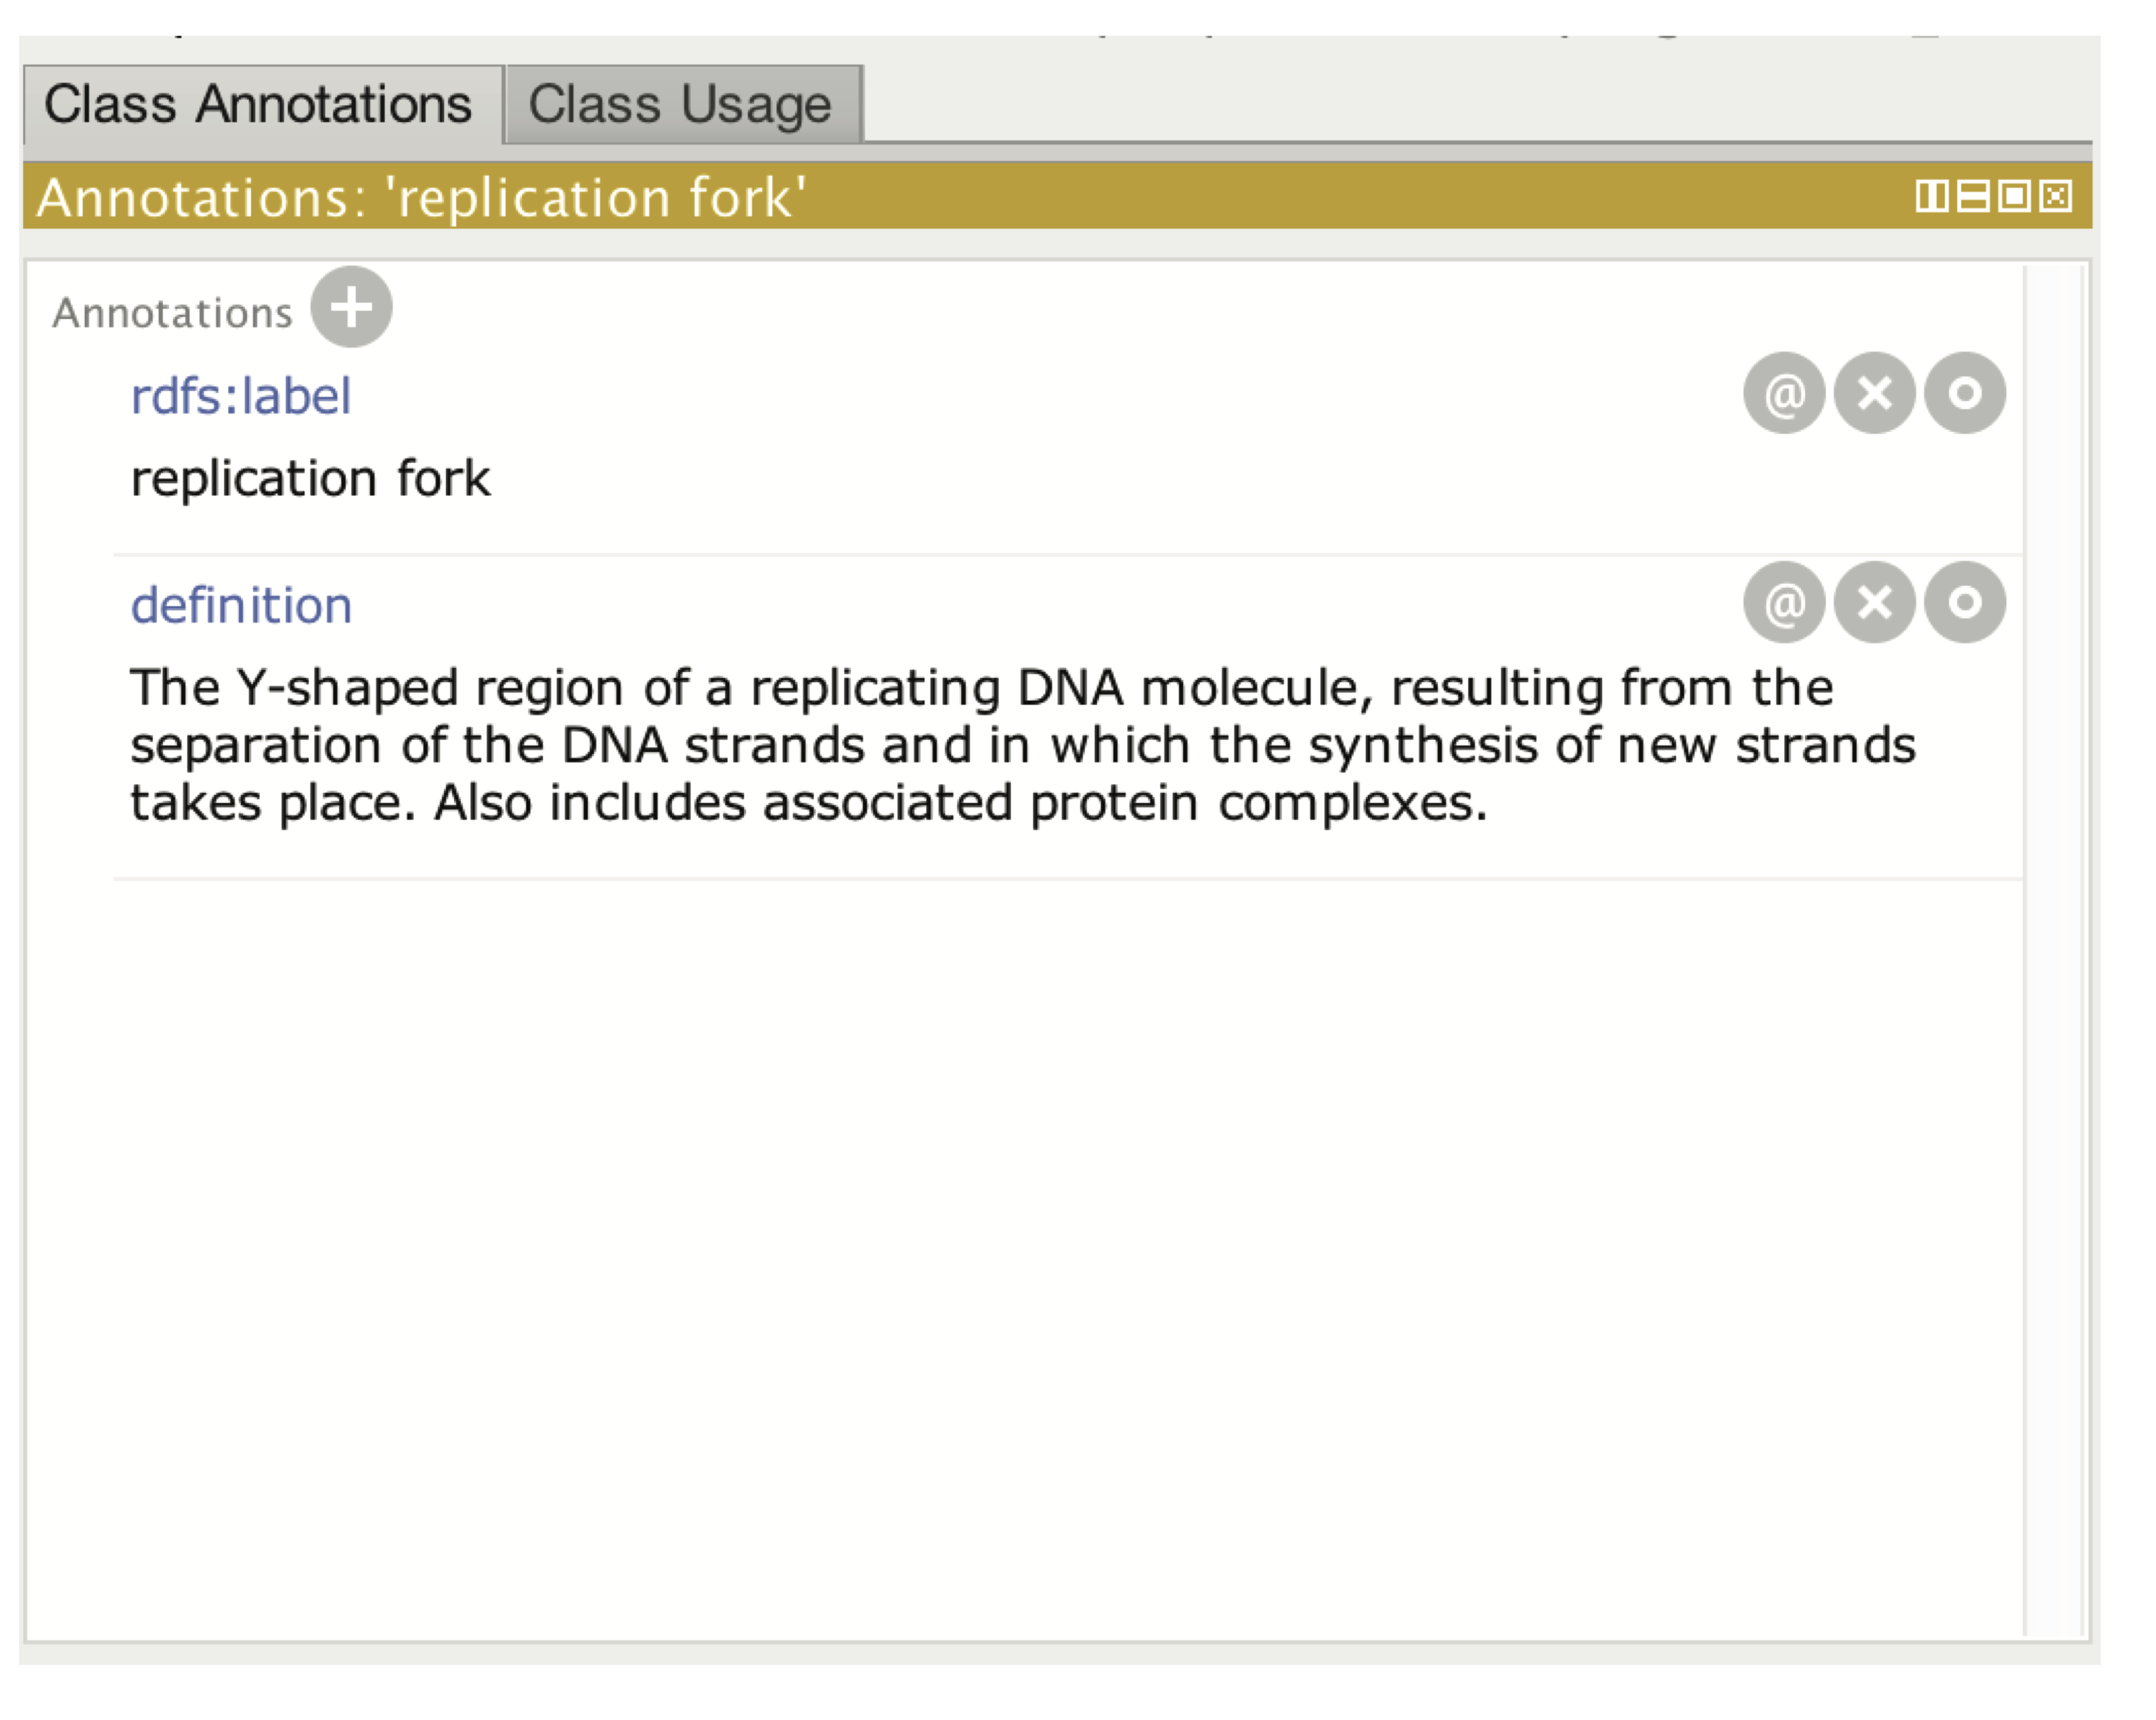 Class Annotations Class Usage
Annotations: 'replication fork'
Annotations
rdfs:label
replication fork
definition
The Y-shaped region of a replicating DNA molecule, resulting from the
separation of the DNA strands and in which the synthesis of new strands
takes place. Also includes associated protein complexes.